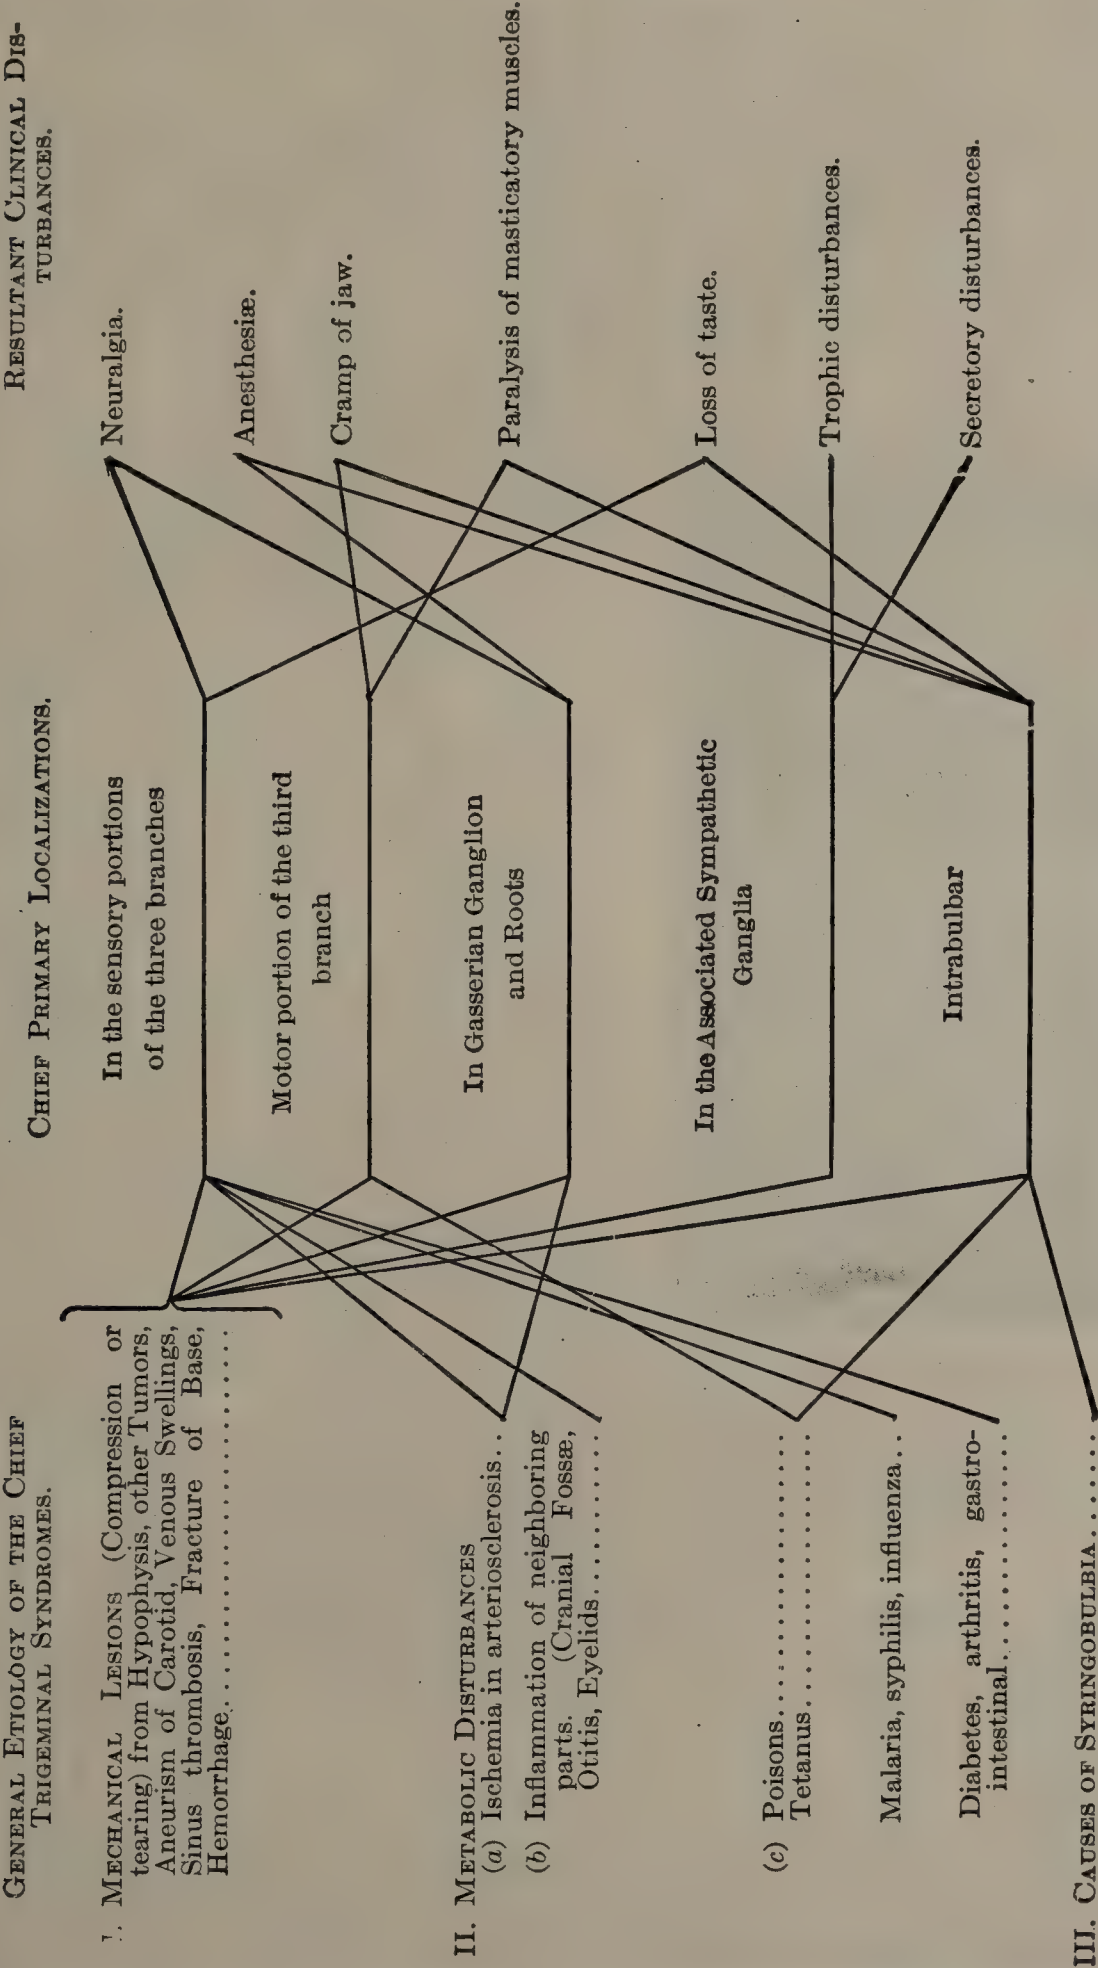 GENERAL ETIOLOGY OF THE CHIEF
TRIGEMINAL SYNDROMES.
I. MECHANICAL LESIONS (Compression or
tearing) from Hypophysis, other Tumors,
Aneurism of Carotid, Venous Swellings,
Sinus thrombosis, Fracture of Base,
Hemorrhage..............................
II. METABOLIC DISTURBANCES
(a) Ischemia in arteriosclerosis..
(b) Inflammation of neighboring
parts. (Cranial Fossæ,
Otitis, Eyelids............
(c) Poisons......................
Tetanus......................
Malaria, syphilis, influenza..
Diabetes, arthritis, gastro-
intestinal..................
III. CAUSES OF SYRINGOBULBIA.......
CHIEF PRIMARY LOCALIZATIONS.
In the sensory portions
of the three branches
Motor portion of the third
branch
In Gasserian Ganglion
and Roots
In the Associated Sympathetic
Ganglia
Intrabulbar
RESULTANT CLINICAL DIS-
TURBANCES.
Neuralgia.
Anesthesiæ.
Cramp of jaw.
Paralysis of masticatory muscles.
Loss of taste.
Trophic disturbances.
Secretory disturbances.